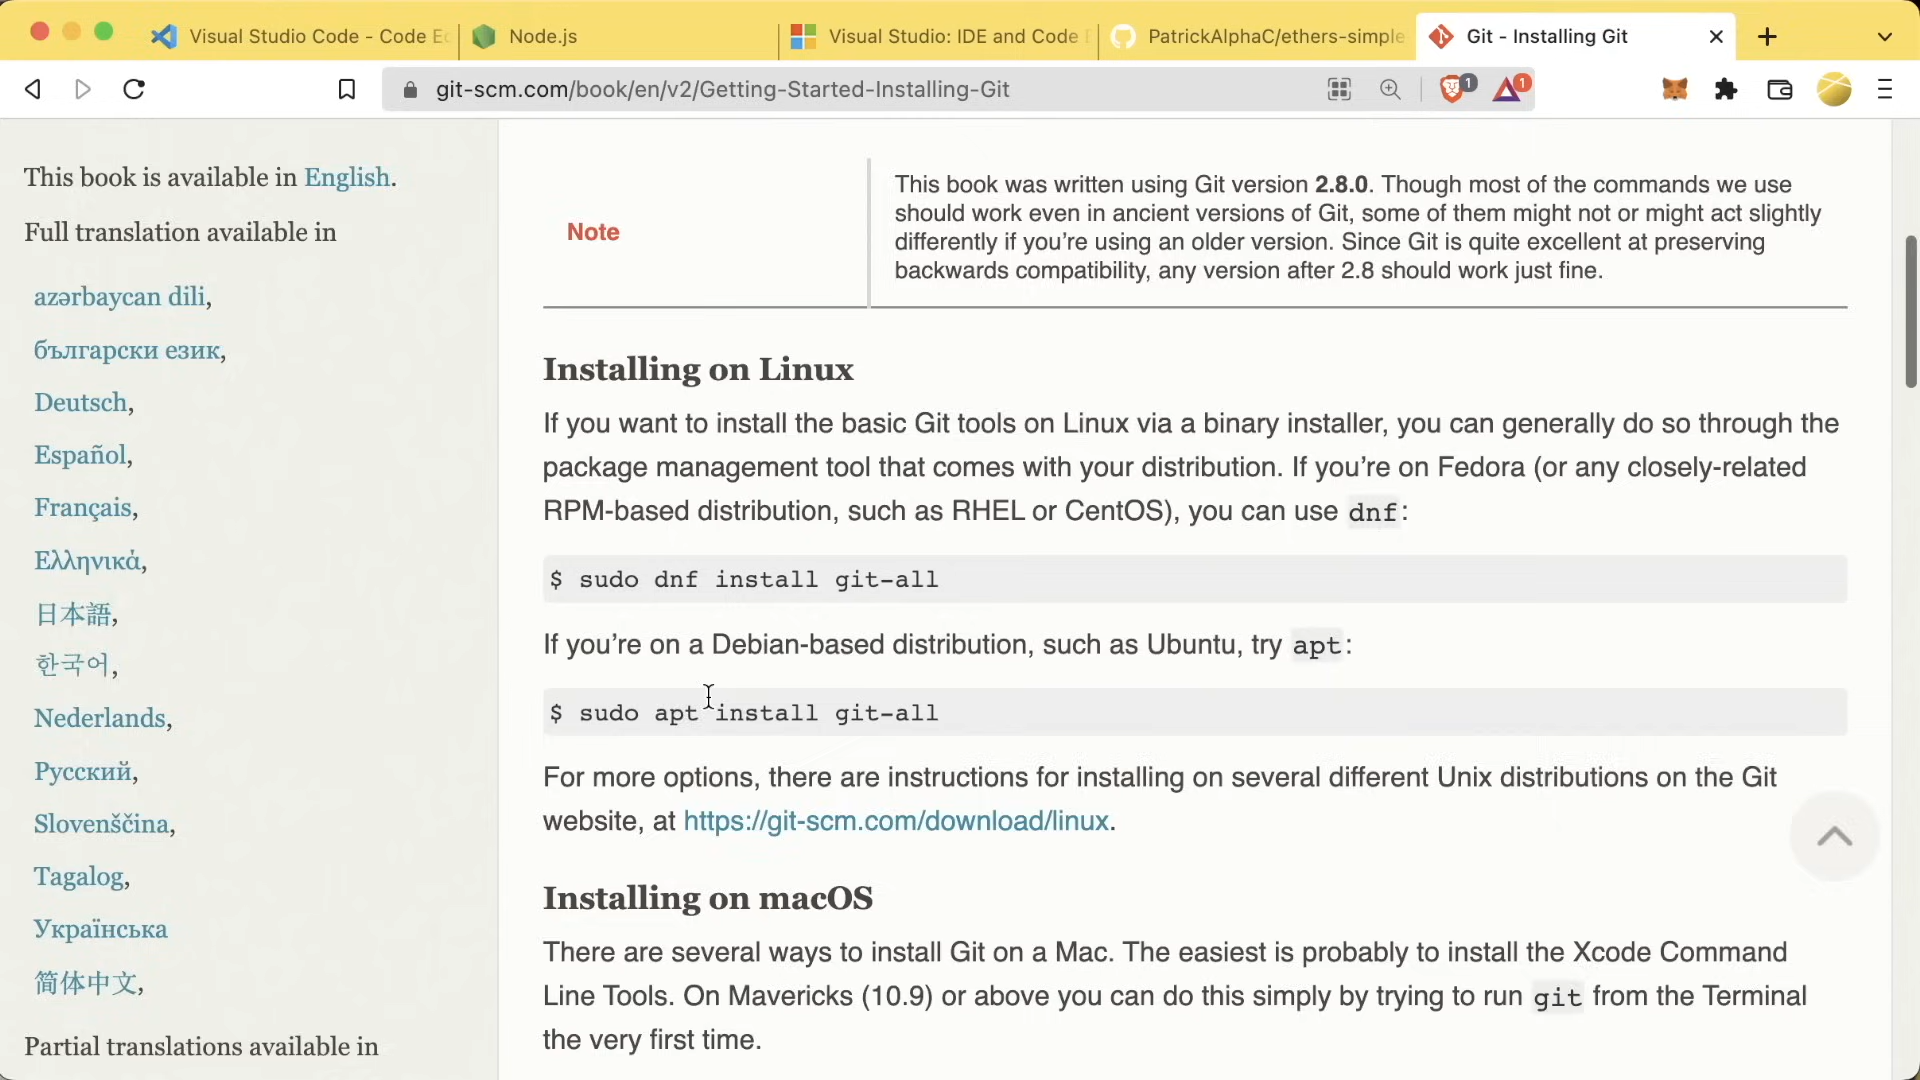 Visual Studio Code - Code E
Node.js
Visual Studio: IDE and Code
PatrickAlphaC/ethers-simple
Git - Installing Git
git-scm.com/book/en/v2/Getting-Started-Installing-Git
1
1
This book is available in English.
Full translation available in
azərbaycan dili,
български език,
Deutsch,
Español,
Français,
Ελληνικά,
日本語,
한국어,
Nederlands,
Русский,
Slovenščina,
Tagalog,
Українська
简体中文,
Partial translations available in
Note
This book was written using Git version 2.8.0. Though most of the commands we use
should work even in ancient versions of Git, some of them might not or might act slightly
differently if you’re using an older version. Since Git is quite excellent at preserving
backwards compatibility, any version after 2.8 should work just fine.
Installing on Linux
If you want to install the basic Git tools on Linux via a binary installer, you can generally do so through the
package management tool that comes with your distribution. If you’re on Fedora (or any closely-related
RPM-based distribution, such as RHEL or CentOS), you can use dnf:
$ sudo dnf install git-all
If you’re on a Debian-based distribution, such as Ubuntu, try apt:
$ sudo apt install git-all
For more options, there are instructions for installing on several different Unix distributions on the Git
website, at https://git-scm.com/download/linux.
Installing on macOS
There are several ways to install Git on a Mac. The easiest is probably to install the Xcode Command
Line Tools. On Mavericks (10.9) or above you can do this simply by trying to run git from the Terminal
the very first time.